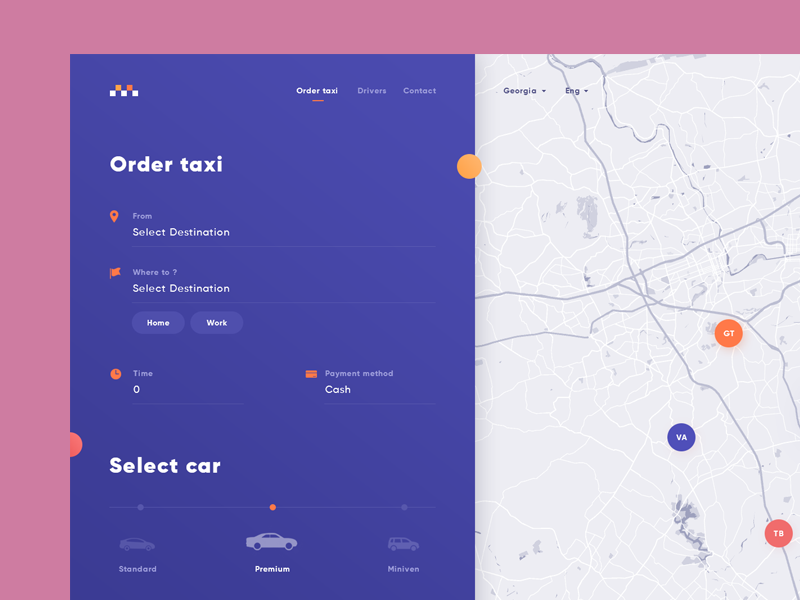 Order taxi
Drivers
Contact
Georgia
Eng
Order taxi
From
Select Destination
Where to ?
Select Destination
Home
Work
Time
0
Payment method
Cash
GT
VA
TB
Select car
Standard
Premium
Miniven